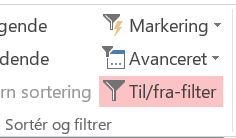 gende Markering
dende Avanceret
rn sortering Til/fra-filter
Sortér og filtrer